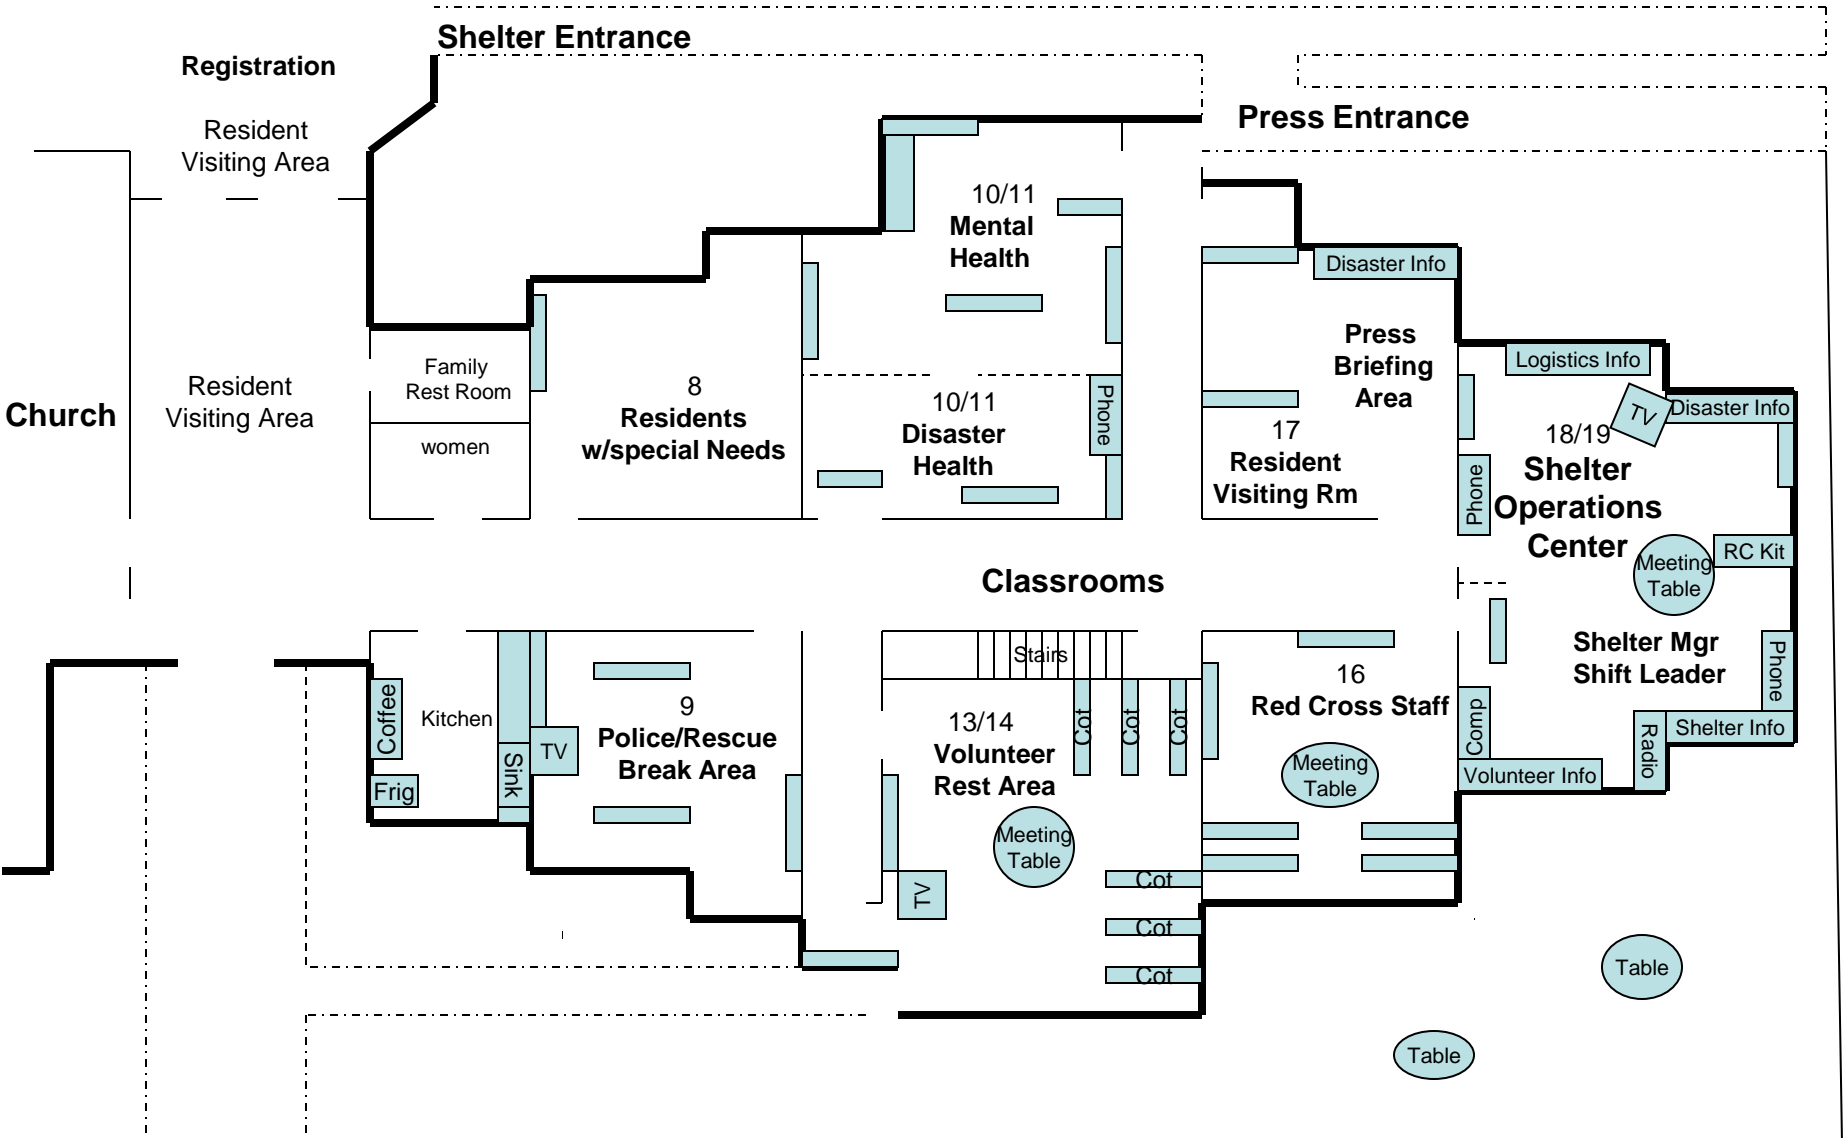 Shelter Entrance
Registration
Resident
Visiting Area
Press Entrance
10/11
Mental
Health
Disaster Info
Press
Briefing
Area
Logistics Info
TV
Disaster Info
Family
Rest Room
women
Resident
Visiting Area
Church
8
Residents
w/special Needs
10/11
Disaster
Health
Phone
17
Resident
Visiting Rm
Phone
18/19
Shelter
Operations
Center
RC Kit
Meeting
Table
Classrooms
Shelter Mgr
Shift Leader
Phone
Stairs
Coffee
Kitchen
Frig
Sink
TV
9
Police/Rescue
Break Area
13/14
Volunteer
Rest Area
Cot
Cot
Cot
16
Red Cross Staff
Meeting
Table
Comp
Volunteer Info
Radio
Shelter Info
Meeting
Table
TV
Cot
Cot
Cot
Table
Table